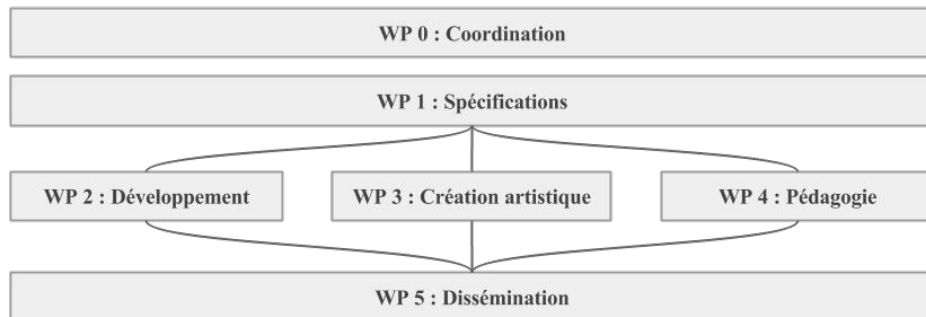 WP 0 : Coordination
WP 1 : Spécifications
WP 2 : Développement
WP 3 : Création artistique
WP 4 : Pédagogie
WP 5 : Dissémination